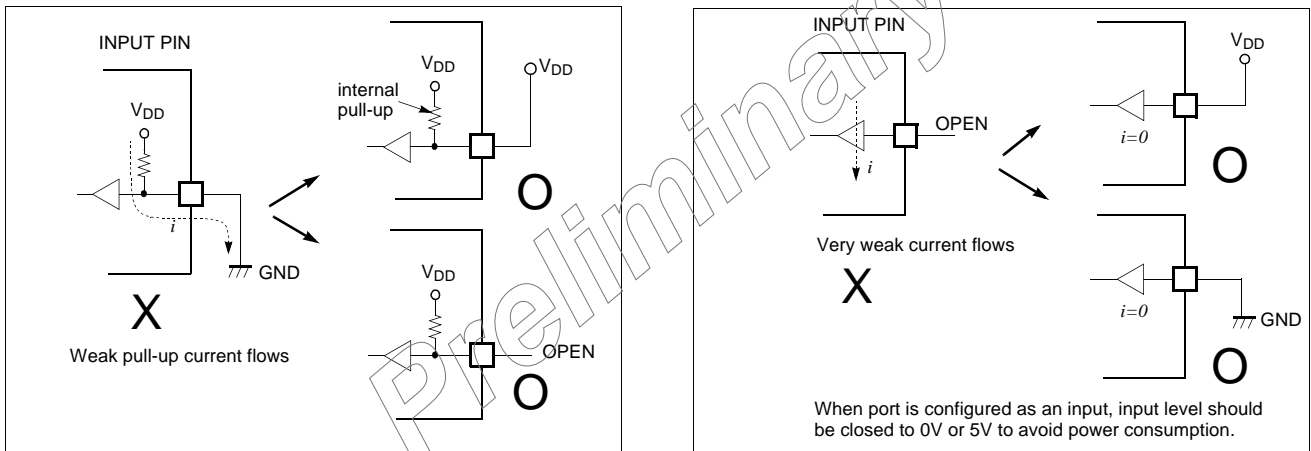 INPUT PIN
VDD
i
GND
X
Weak pull-up current flows
internal
pull-up
VDD
VDD
O
VDD
OPEN
O
INPUT PIN
OPEN
i
Very weak current flows
X
VDD
i=0
O
i=0
GND
O
When port is configured as an input, input level should
be closed to 0V or 5V to avoid power consumption.
Preliminary